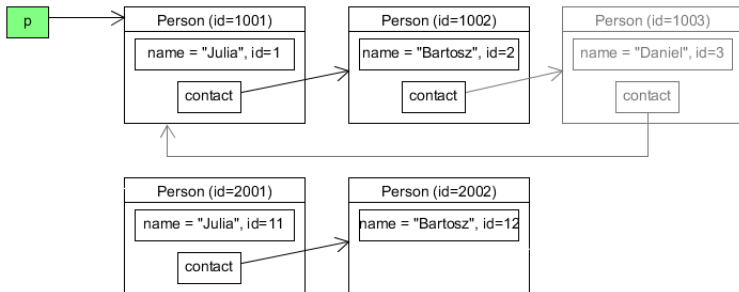 p
Person (id=1001)
Person (id=1002)
Person (id=1003)
name = "Julia", id=1
name = "Bartosz", id=2
name = "Daniel", id=3
contact
contact
contact
Person (id=2001)
Person (id=2002)
name = "Julia", id=11
name = "Bartosz", id=12
contact